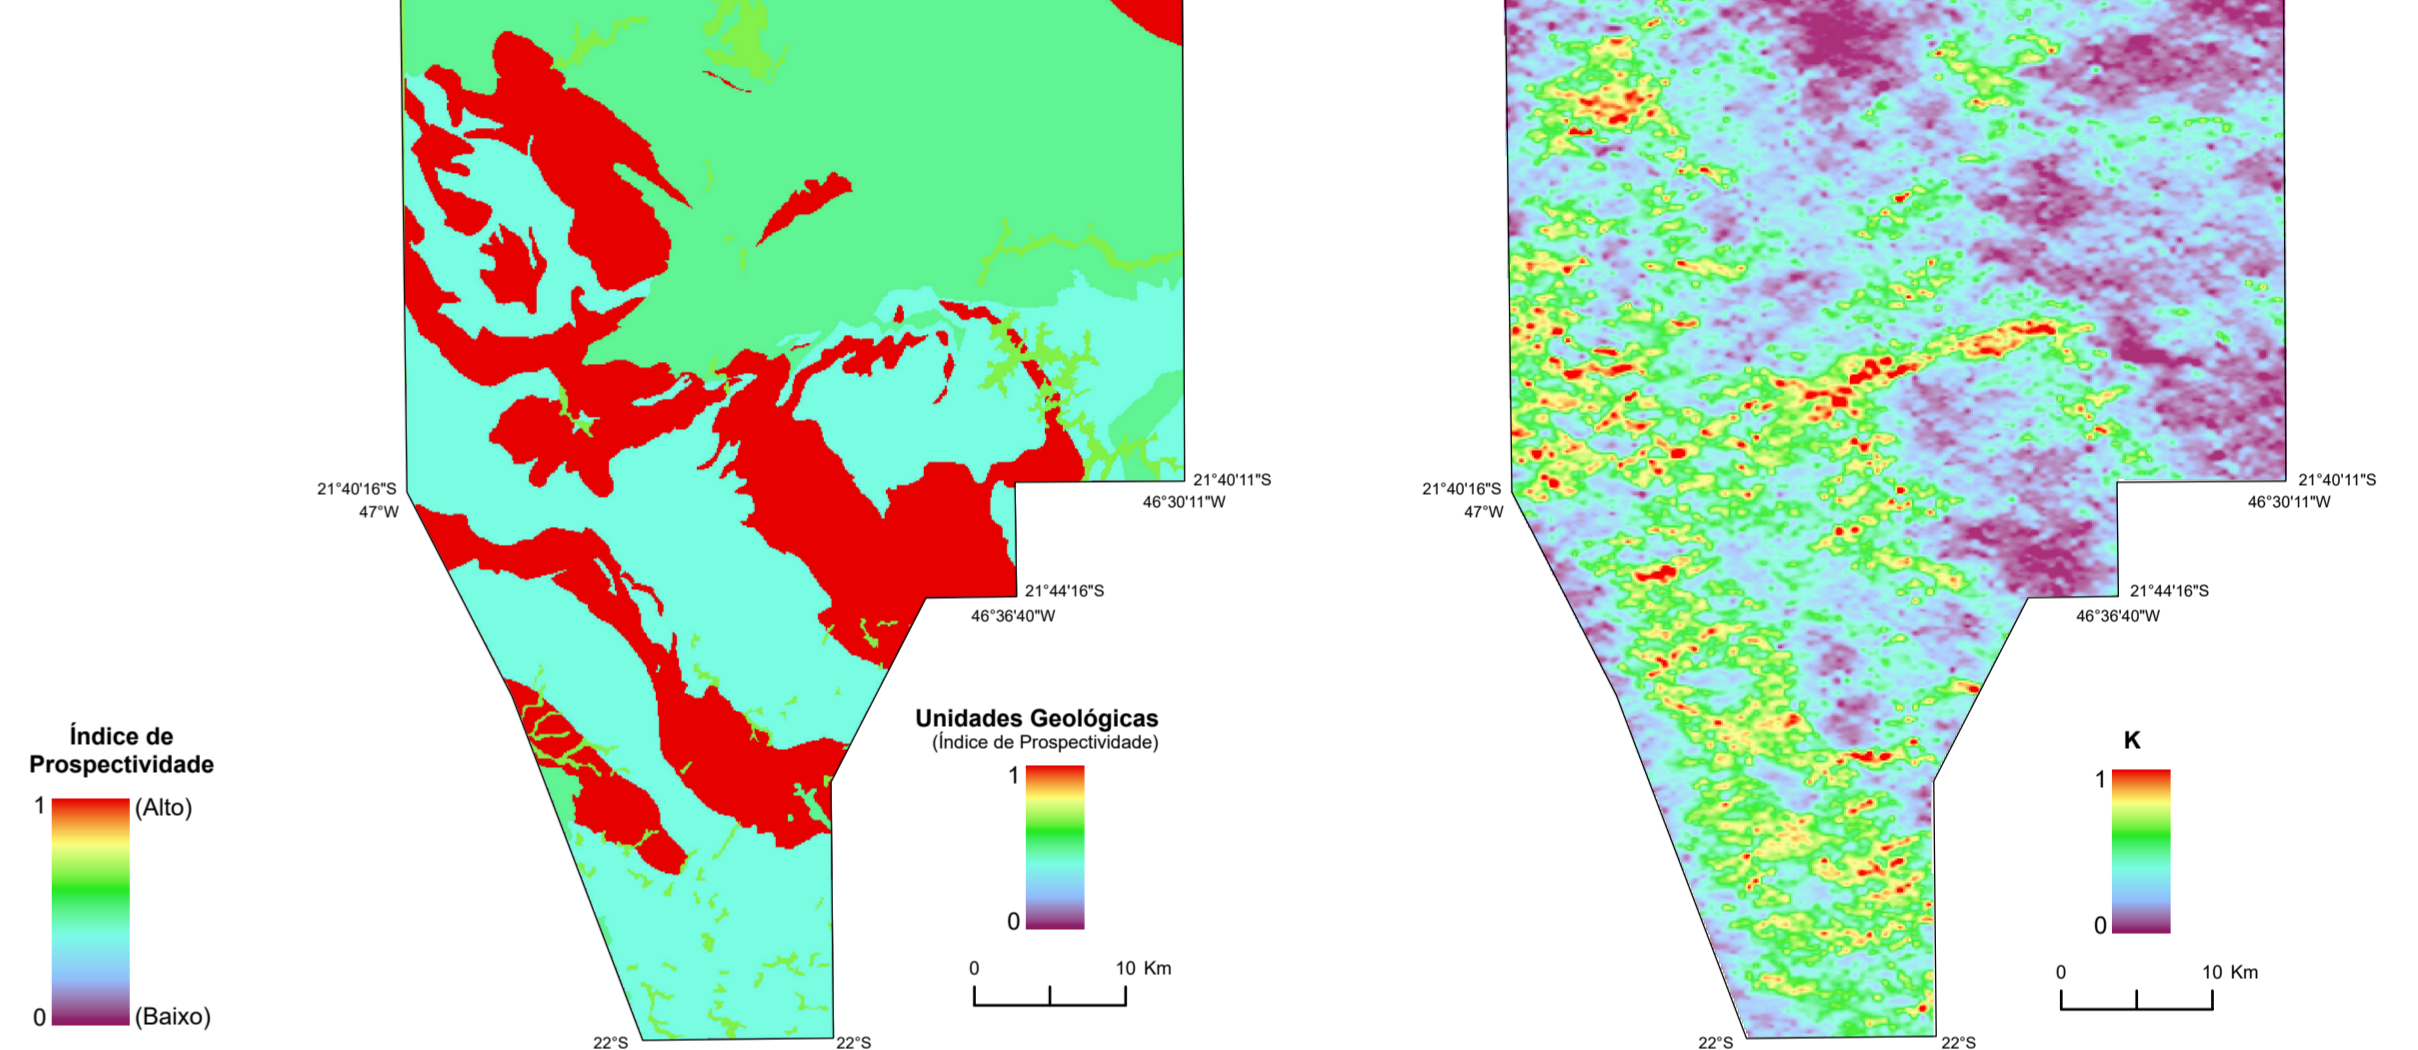 Índice de
Prospectividade
1
(Alto)
0
(Baixo)
21°40'16"S
47°W
21°40'11"S
46°30'11"W
21°44'16"S
46°36'40"W
Unidades Geológicas
(Índice de Prospectividade)
1
0
0
10 Km
22°S
22°S
21°40'16"S
47°W
21°40'11"S
46°30'11"W
21°44'16"S
46°36'40"W
K
1
0
0
10 Km
22°S
22°S